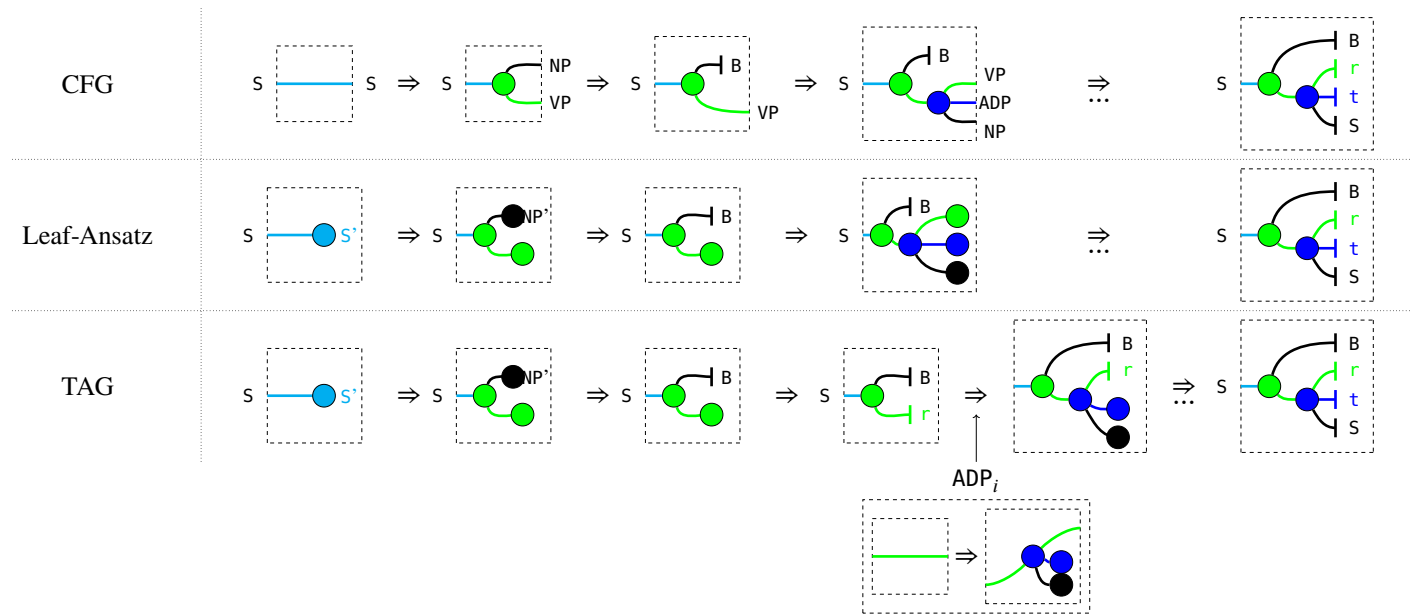 CFG
S S ⇒ S NP VP ⇒ S B VP ⇒ S B VP ADP NP ⇒ ... S B r t S
Leaf-Ansatz
S S' ⇒ S NP' ⇒ S B ⇒ S B ⇒ ... S B r t S
TAG
S S' ⇒ S NP' ⇒ S B ⇒ S B r ⇒ B r ⇒ ... S B r t S
ADPᵢ
⇒